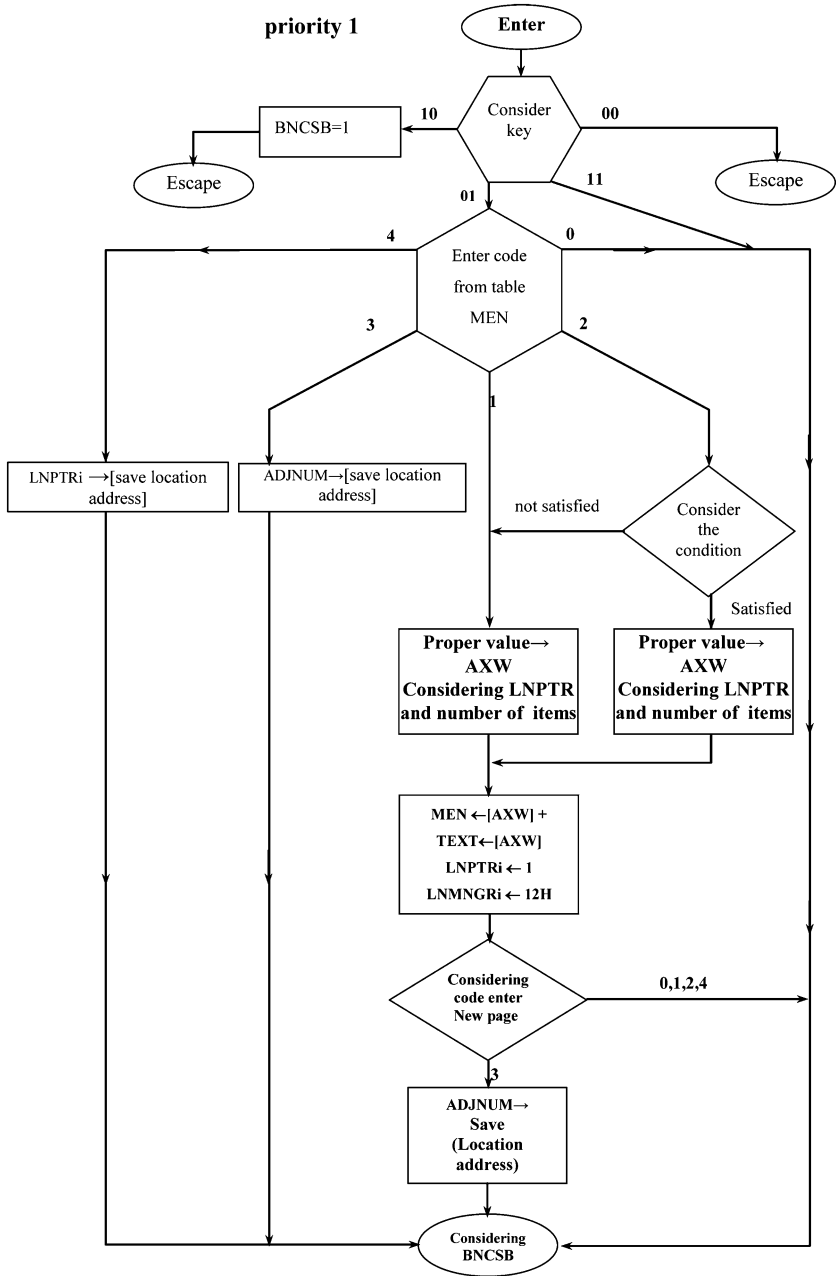 priority 1
Enter
Consider
key
10
00
BNCSB=1
Escape
Escape
01
11
4
0
Enter code
from table
MEN
3
2
1
LNPTRi →[save location
address]
ADJNUM→[save location
address]
not satisfied
Consider
the
condition
Satisfied
Proper value→
AXW
Considering LNPTR
and number of items
Proper value→
AXW
Considering LNPTR
and number of items
MEN ←[AXW] +
TEXT←[AXW]
LNPTRi ← 1
LNMNGRi ← 12H
Considering
code enter
New page
0,1,2,4
3
ADJNUM→
Save
(Location
address)
Considering
BNCSB